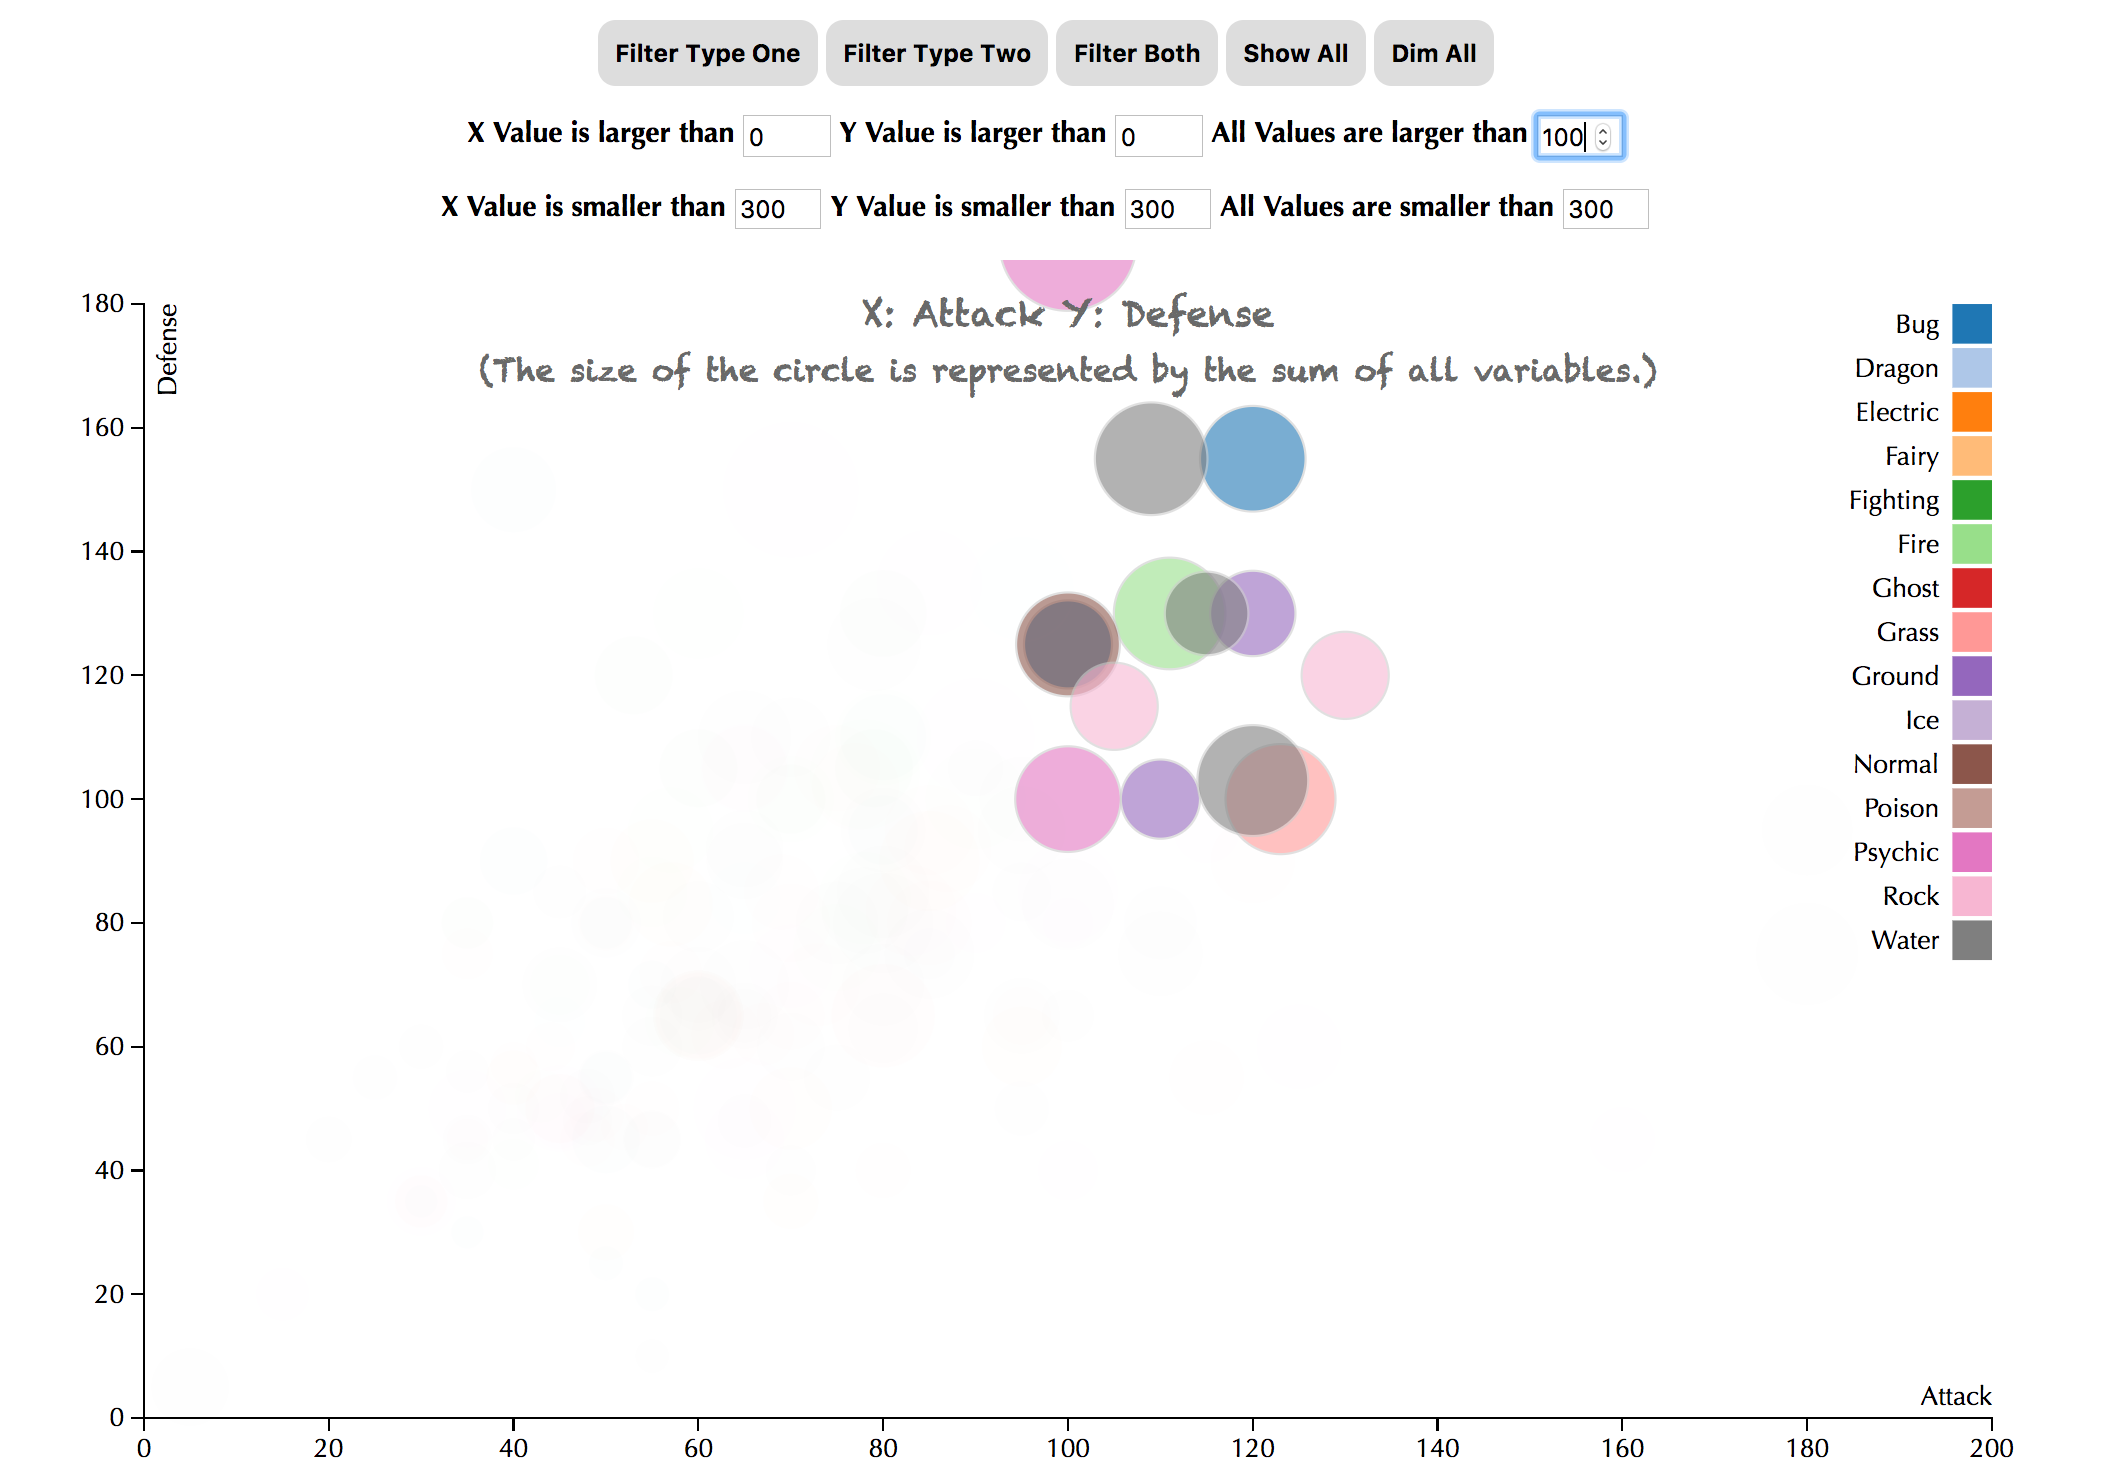 Filter Type One Filter Type Two Filter Both Show All Dim All
X Value is larger than 0 Y Value is larger than 0 All Values are larger than 100
X Value is smaller than 300 Y Value is smaller than 300 All Values are smaller than 300
X: Attack Y: Defense
(The size of the circle is represented by the sum of all variables.)
Defense
180
160
140
120
100
80
60
40
20
0
Bug
Dragon
Electric
Fairy
Fighting
Fire
Ghost
Grass
Ground
Ice
Normal
Poison
Psychic
Rock
Water
Attack
0 20 40 60 80 100 120 140 160 180 200